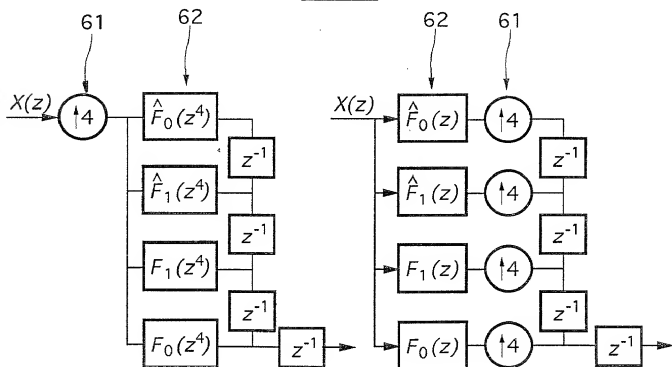 61 62 62 61
X(z) ↑4 F̂₀(z⁴) X(z) F̂₀(z) ↑4
z⁻¹ z⁻¹
F̂₁(z⁴) F̂₁(z) ↑4
z⁻¹ z⁻¹
F₁(z⁴) F₁(z) ↑4
z⁻¹ z⁻¹
F₀(z⁴) z⁻¹ F₀(z) ↑4 z⁻¹